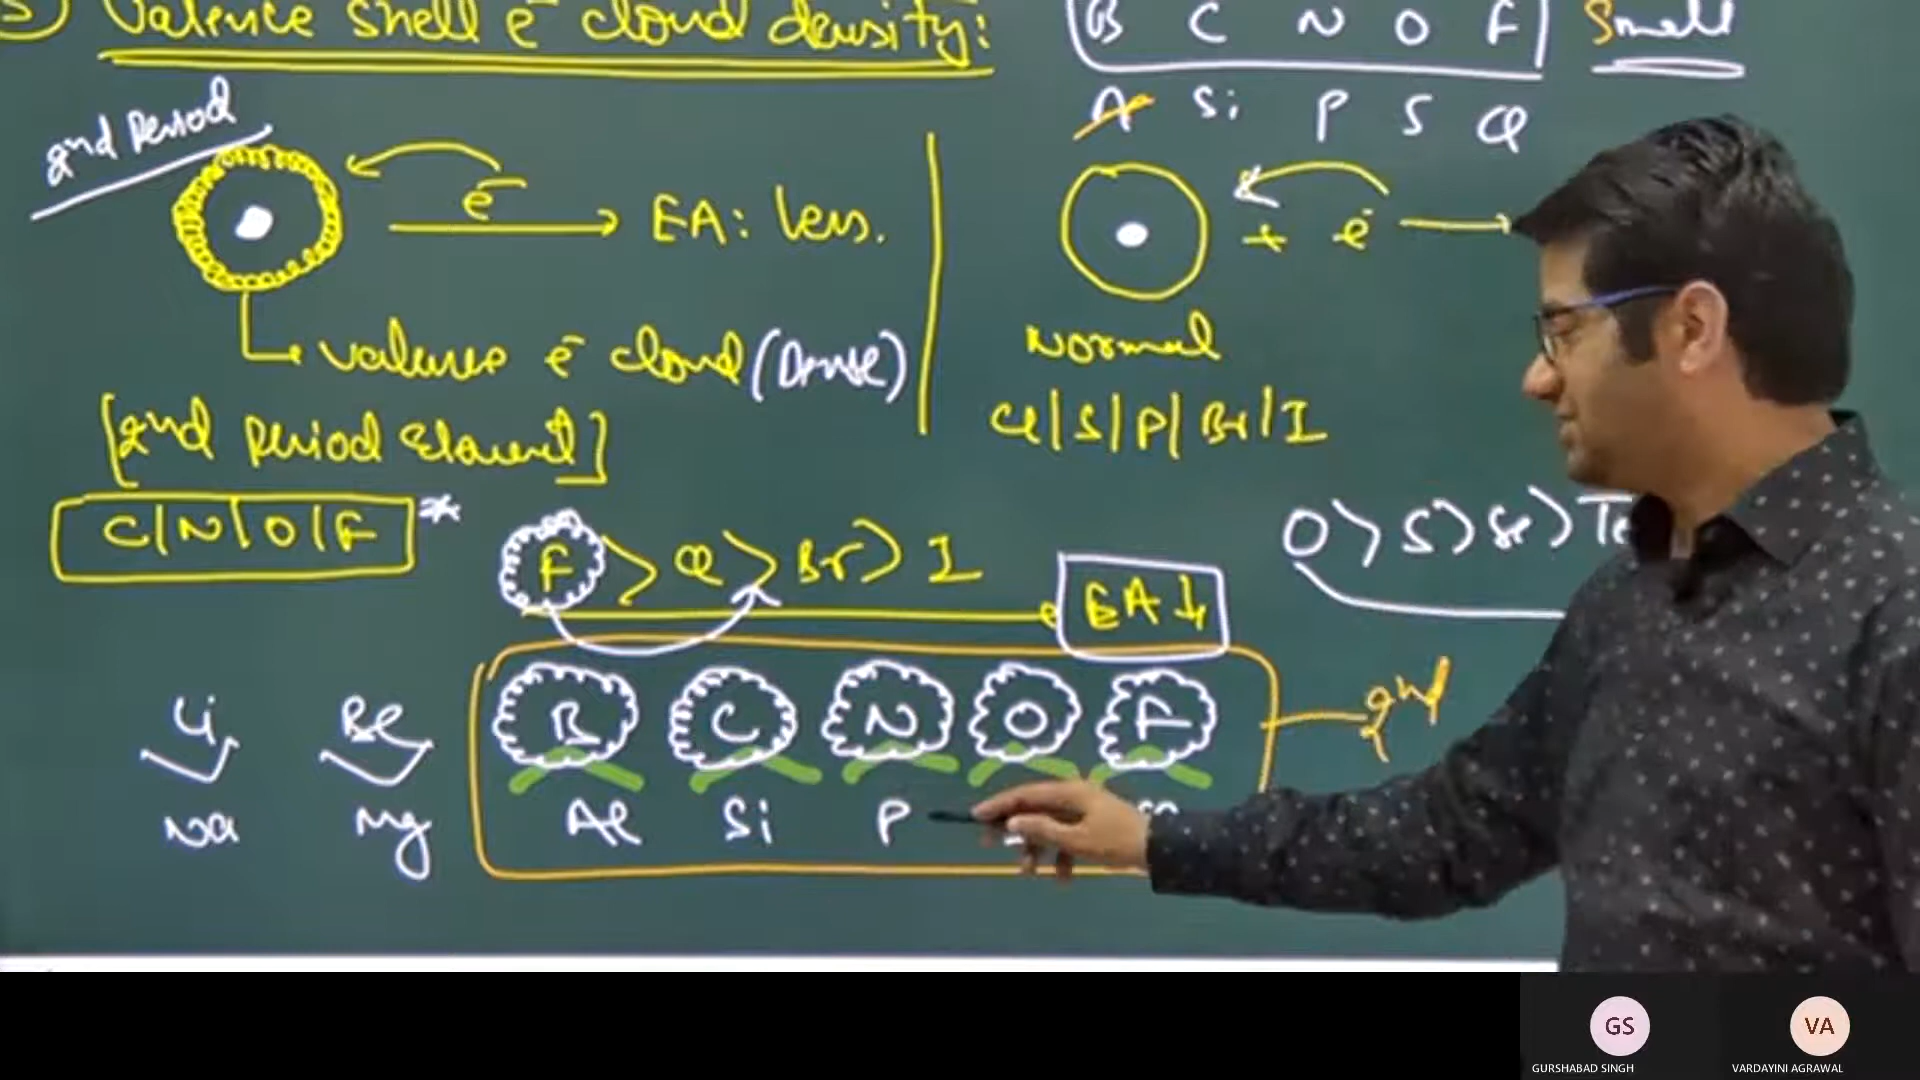 Valence Shell e⁻ cloud density:
B C N O F Small
Al Si P S Cl
2nd Period
e⁻
EA: less.
+ e⁻
valence e⁻ cloud (Dense)
Normal
[2nd Period Element]
Cl|S|P|Br|I
C|N|O|F *
F > Cl > Br > I
EA↓
O > S > Se > Te
Li Be B C N O F
2nd
Na Mg Al Si P
GS VA
GURSHABAD SINGH VARDAYINI AGRAWAL